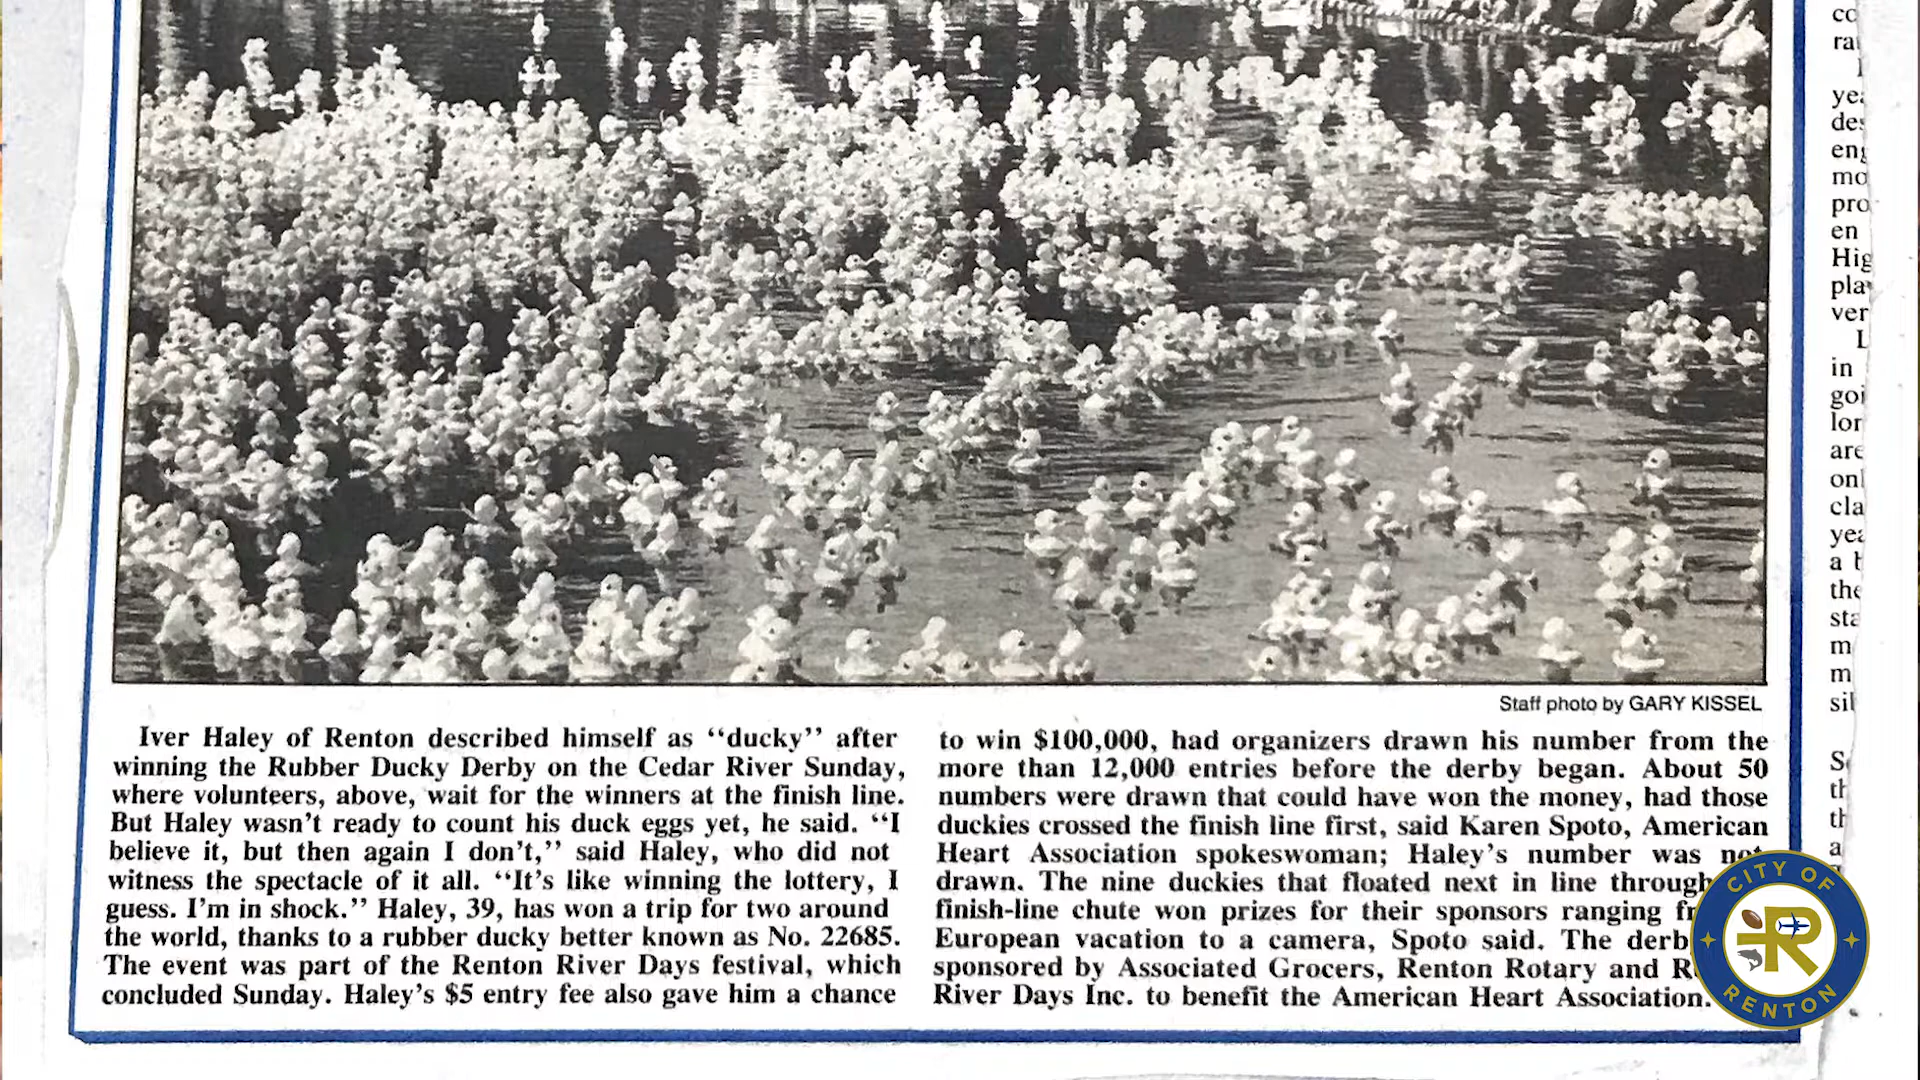 Staff photo by GARY KISSEL
Iver Haley of Renton described himself as “ducky” after
winning the Rubber Ducky Derby on the Cedar River Sunday,
where volunteers, above, wait for the winners at the finish line.
But Haley wasn’t ready to count his duck eggs yet, he said. “I
believe it, but then again I don’t,” said Haley, who did not
witness the spectacle of it all. “It’s like winning the lottery, I
guess. I’m in shock.” Haley, 39, has won a trip for two around
the world, thanks to a rubber ducky better known as No. 22685.
The event was part of the Renton River Days festival, which
concluded Sunday. Haley’s $5 entry fee also gave him a chance
to win $100,000, had organizers drawn his number from the
more than 12,000 entries before the derby began. About 50
numbers were drawn that could have won the money, had those
duckies crossed the finish line first, said Karen Spoto, American
Heart Association spokeswoman; Haley’s number was not
drawn. The nine duckies that floated next in line through
finish-line chute won prizes for their sponsors ranging
European vacation to a camera, Spoto said. The
sponsored by Associated Grocers, Renton Rotary and
River Days Inc. to benefit the American Heart Association.
in
are
the
CITY OF
R
RENTON